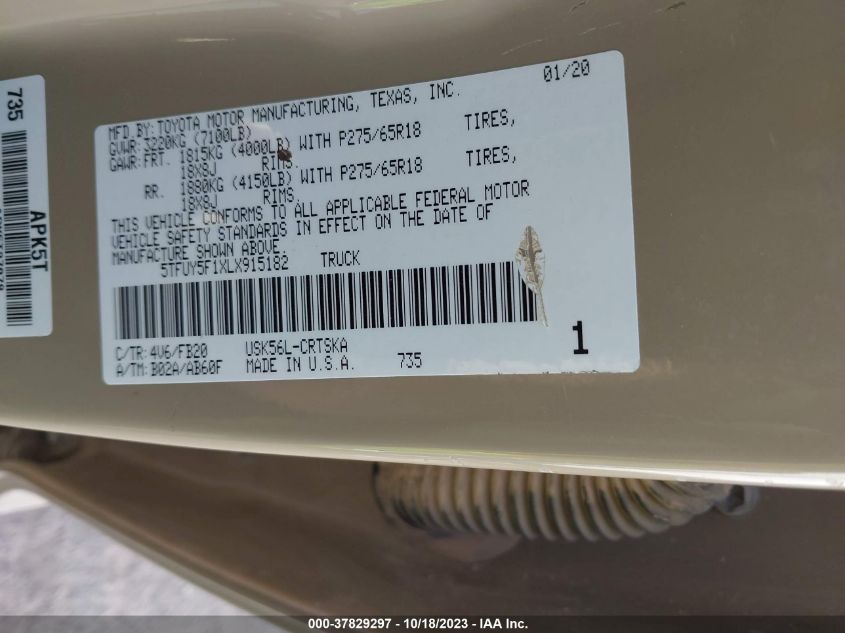 735
APK5T
01/20
MFD.BY:TOYOTA MOTOR MANUFACTURING, TEXAS, INC.
GVWR:3220KG (7100LB)
GAWR:FRT. 1815KG (4000LB) WITH P275/65R18 TIRES,
18X8J RIMS.
RR. 1880KG (4150LB) WITH P275/65R18 TIRES,
18X8J RIMS.
THIS VEHICLE CONFORMS TO ALL APPLICABLE FEDERAL MOTOR
VEHICLE SAFETY STANDARDS IN EFFECT ON THE DATE OF
MANUFACTURE SHOWN ABOVE.
5TFUY5F1XLX915182 TRUCK
C/TR:4V6/FB20 USK56L-CRTSKA
A/TM:B02A/AB60F MADE IN U.S.A. 735
1
000-37829297 - 10/18/2023 - IAA Inc.